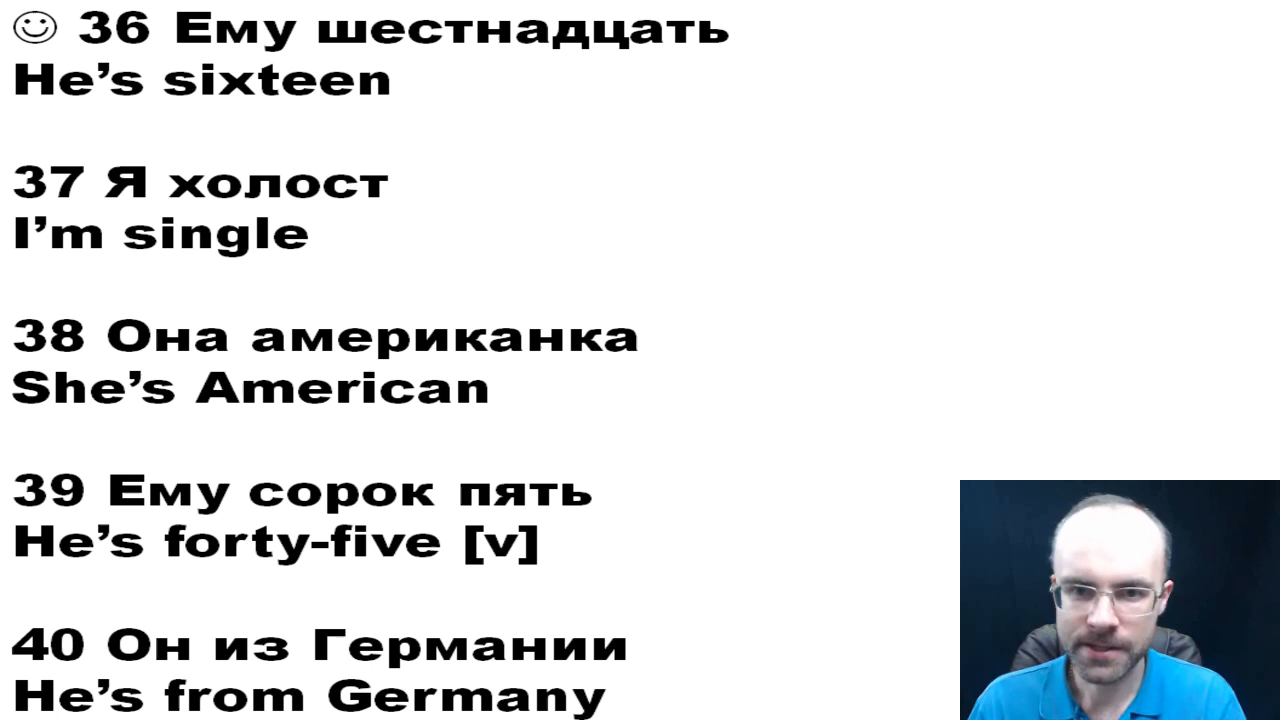 ☺ 36 Ему шестнадцать
He’s sixteen
37 Я холост
I’m single
38 Она американка
She’s American
39 Ему сорок пять
He’s forty-five [v]
40 Он из Германии
He’s from Germany